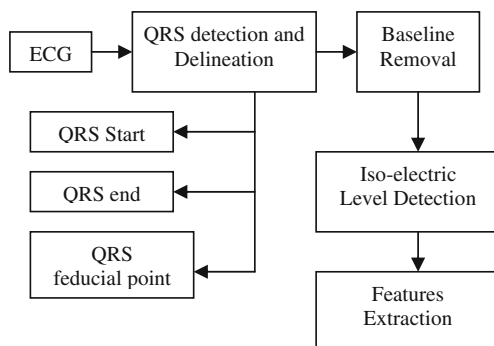 ECG
QRS detection and
Delineation
Baseline
Removal
QRS Start
QRS end
QRS
feducial point
Iso-electric
Level Detection
Features
Extraction